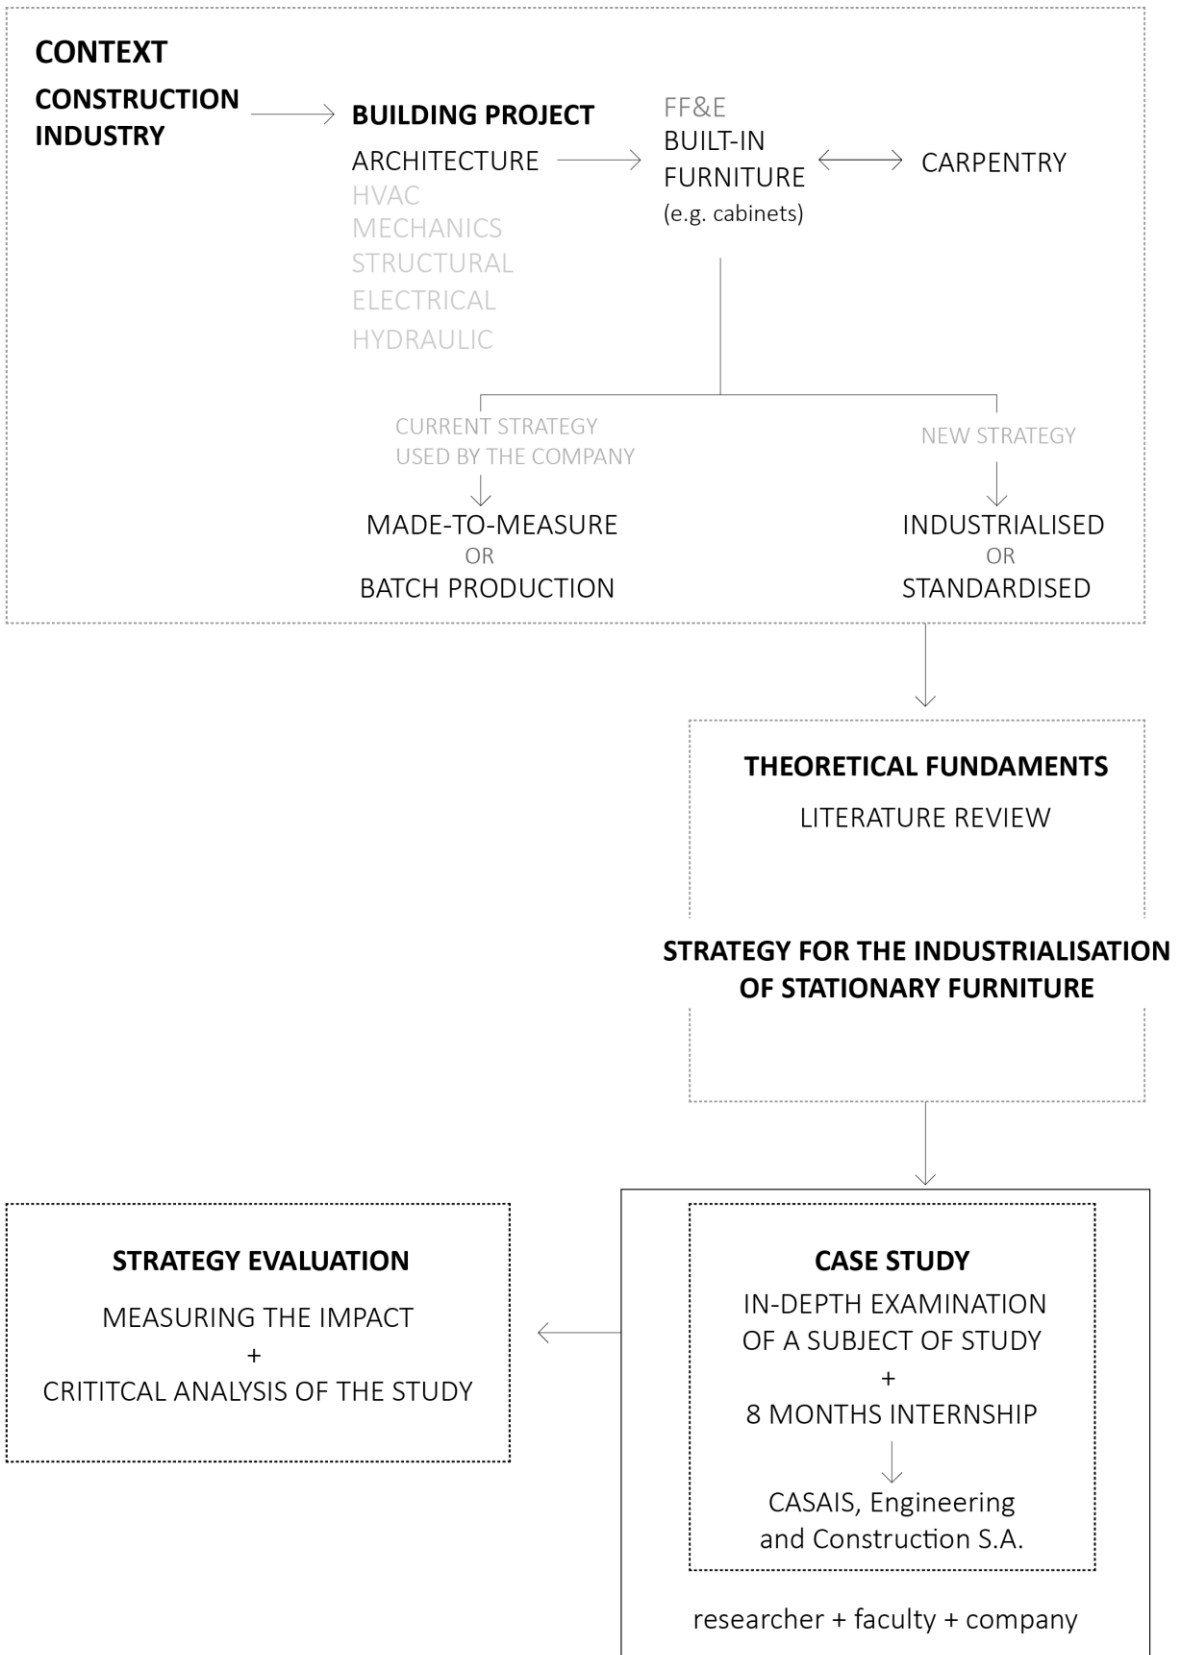 CONTEXT
CONSTRUCTION
INDUSTRY
BUILDING PROJECT
ARCHITECTURE
HVAC
MECHANICS
STRUCTURAL
ELECTRICAL
HYDRAULIC
FF&E
BUILT-IN
FURNITURE
(e.g. cabinets)
CARPENTRY
CURRENT STRATEGY
USED BY THE COMPANY
MADE-TO-MEASURE
OR
BATCH PRODUCTION
NEW STRATEGY
INDUSTRIALISED
OR
STANDARDISED
THEORETICAL FUNDAMENTS
LITERATURE REVIEW
STRATEGY FOR THE INDUSTRIALISATION
OF STATIONARY FURNITURE
CASE STUDY
IN-DEPTH EXAMINATION
OF A SUBJECT OF STUDY
+
8 MONTHS INTERNSHIP
CASAIS, Engineering
and Construction S.A.
researcher + faculty + company
STRATEGY EVALUATION
MEASURING THE IMPACT
+
CRITITCAL ANALYSIS OF THE STUDY